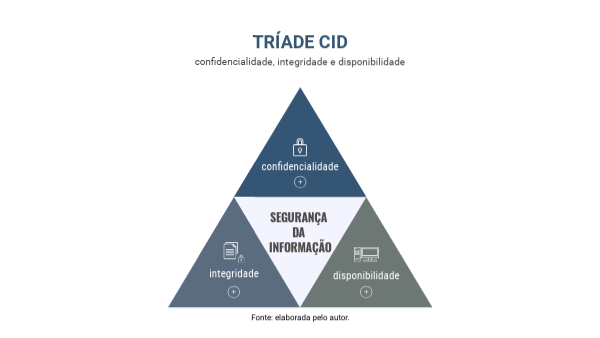 TRÍADE CID
confidencialidade, integridade e disponibilidade
confidencialidade
SEGURANÇA
DA
INFORMAÇÃO
integridade
disponibilidade
Fonte: elaborada pelo autor.